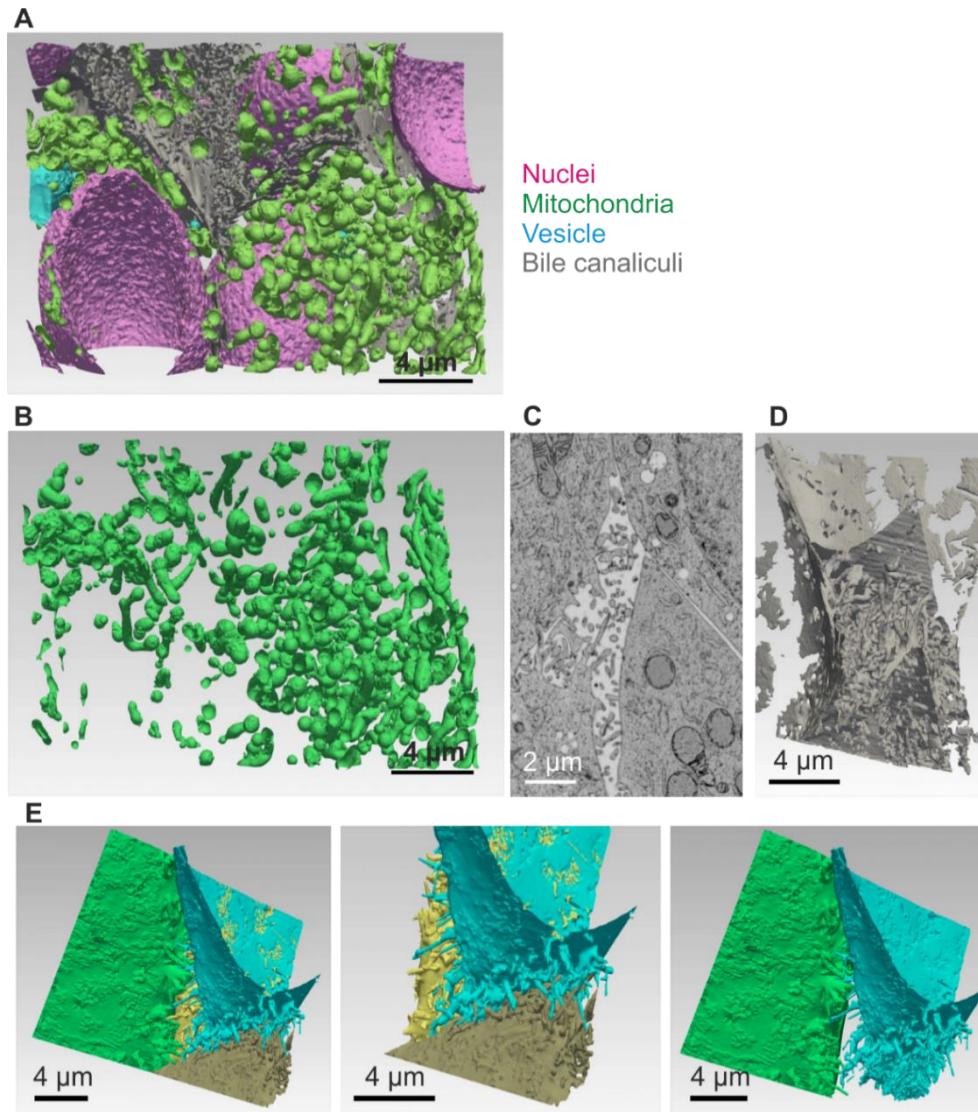 A
Nuclei
Mitochondria
Vesicle
Bile canaliculi
4 µm
B
C
D
4 µm
2 µm
4 µm
E
4 µm
4 µm
4 µm